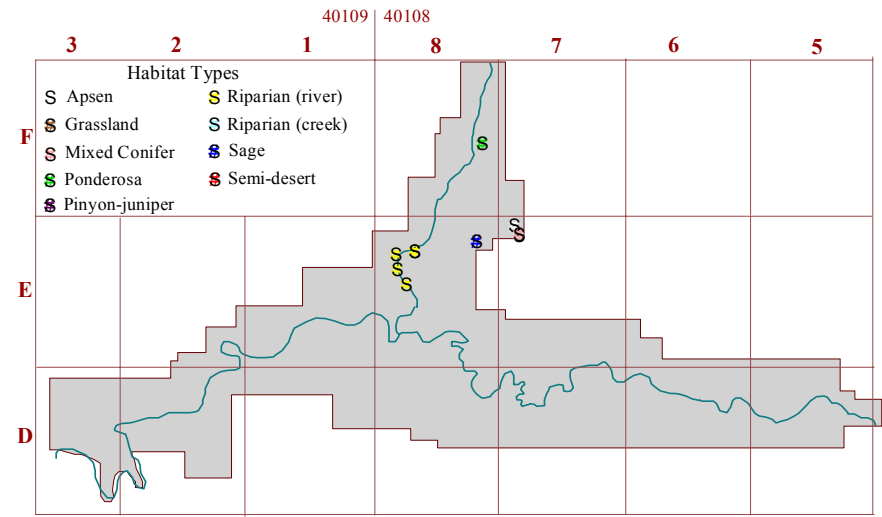 40109 40108
3 2 1 8 7 6 5
Habitat Types
S Apsen S Riparian (river)
S Grassland S Riparian (creek)
S Mixed Conifer S Sage
S Ponderosa S Semi-desert
S Pinyon-juniper
F
S
S
S
S
S
S
S
S
S
E
D